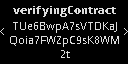 verifyingContract
TUe6BwpA7sVTDKaJ
Qoia7FWZpC9sK8WM
2t